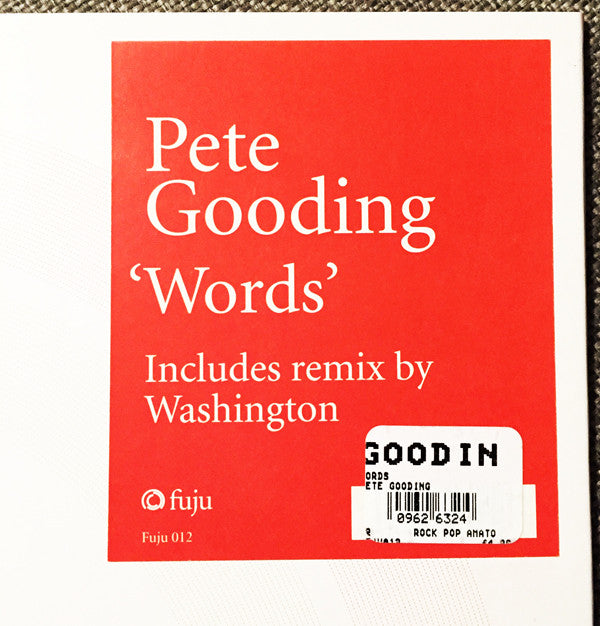 Pete
Gooding
‘Words’
Includes remix by
Washington
fuju
Fuju 012
GOODIN
ORDS
ETE GOODING
0962 6324
ROCK POP AMATO